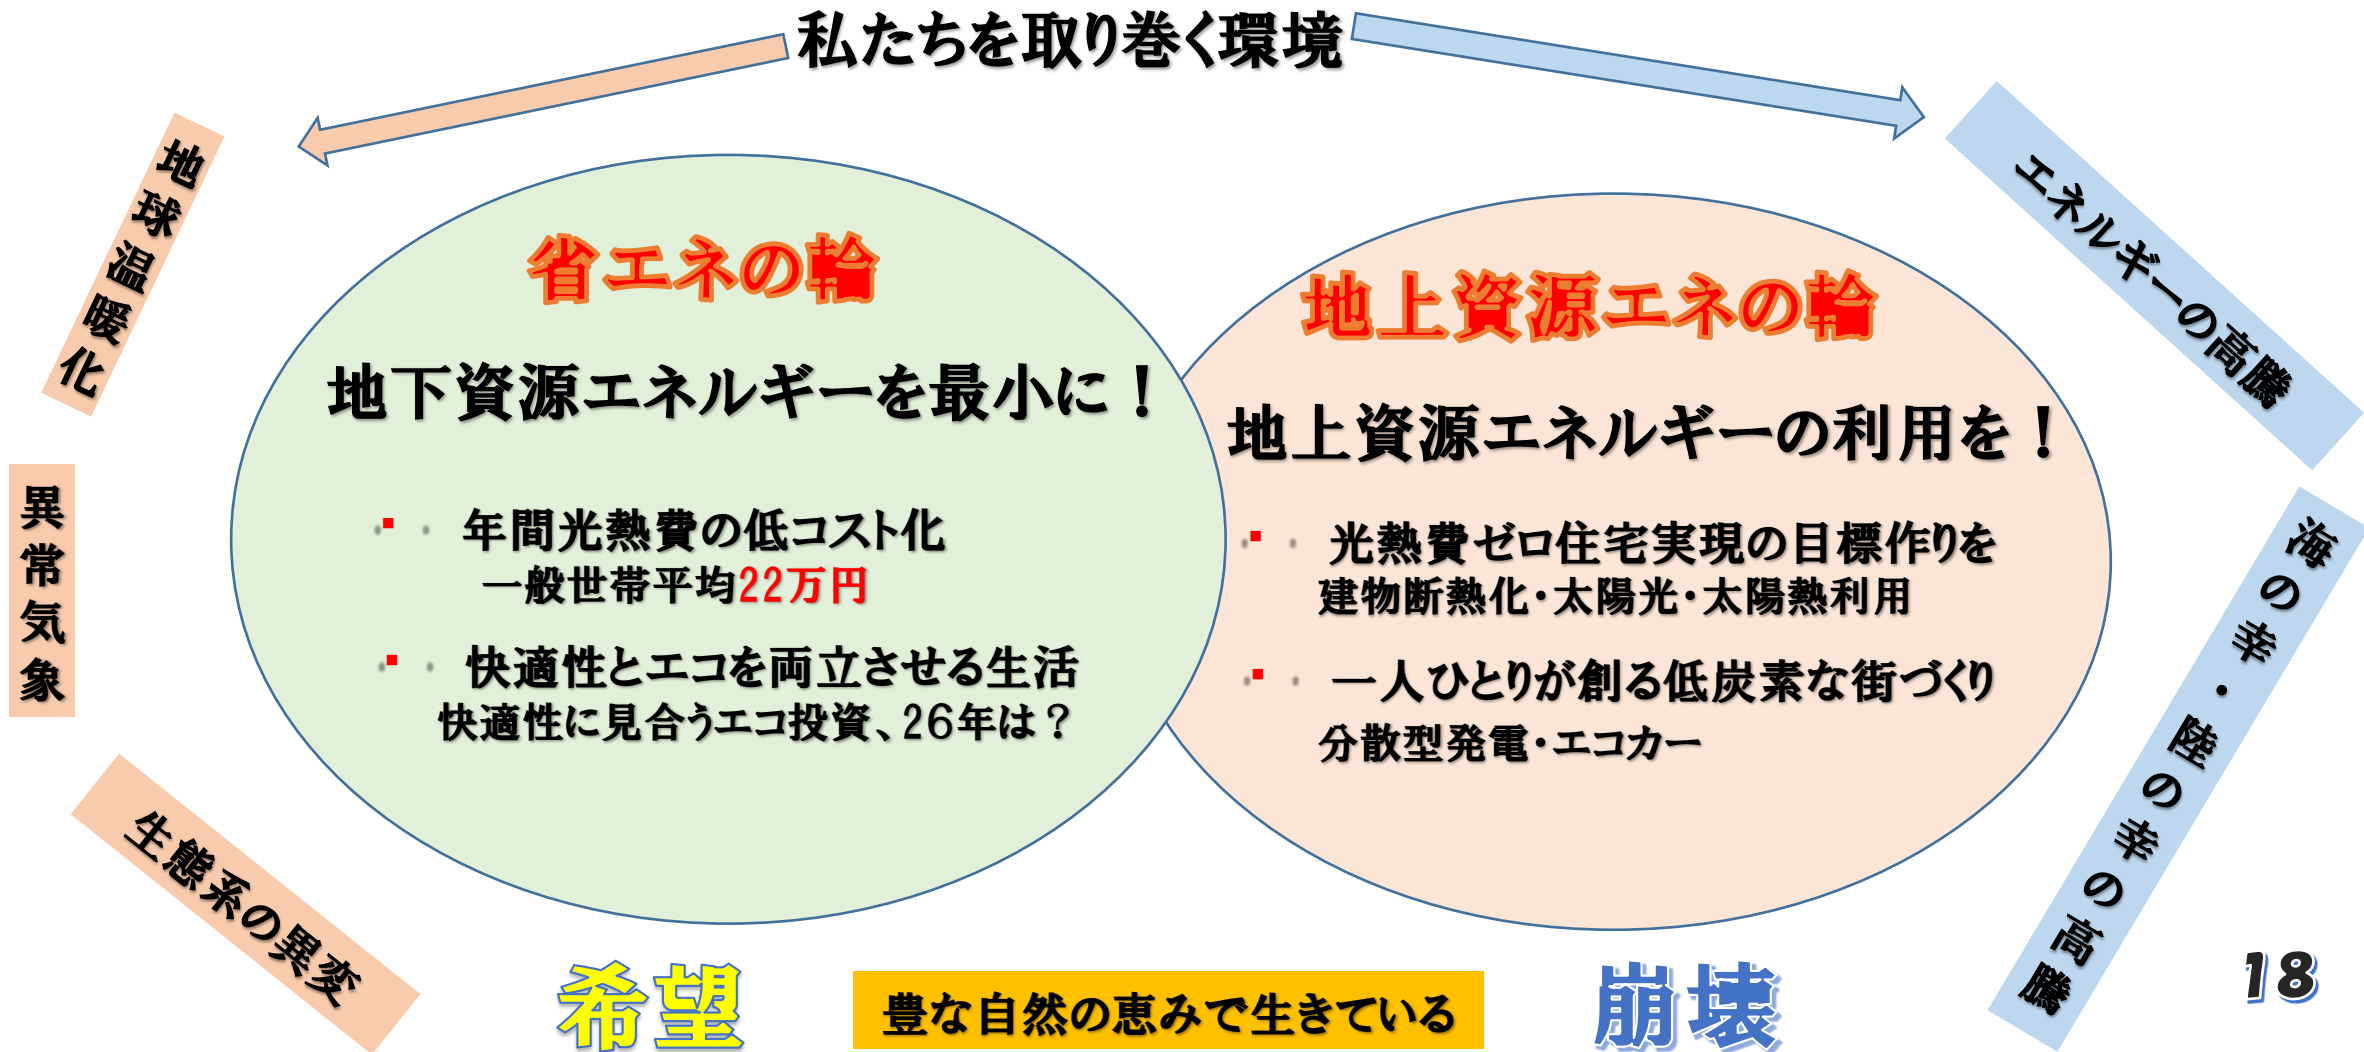 私たちを取り巻く環境
地球温暖化
異常気象
生態系の異変
省エネの輪
地下資源エネルギーを最小に！
・ 年間光熱費の低コスト化
一般世帯平均22万円
・ 快適性とエコを両立させる生活
快適性に見合うエコ投資、26年は？
地上資源エネの輪
地上資源エネルギーの利用を！
・ 光熱費ゼロ住宅実現の目標作りを
建物断熱化・太陽光・太陽熱利用
・ 一人ひとりが創る低炭素な街づくり
分散型発電・エコカー
エネルギーの高騰
海の幸・陸の幸の高騰
希望
豊な自然の恵みで生きている
崩壊
18